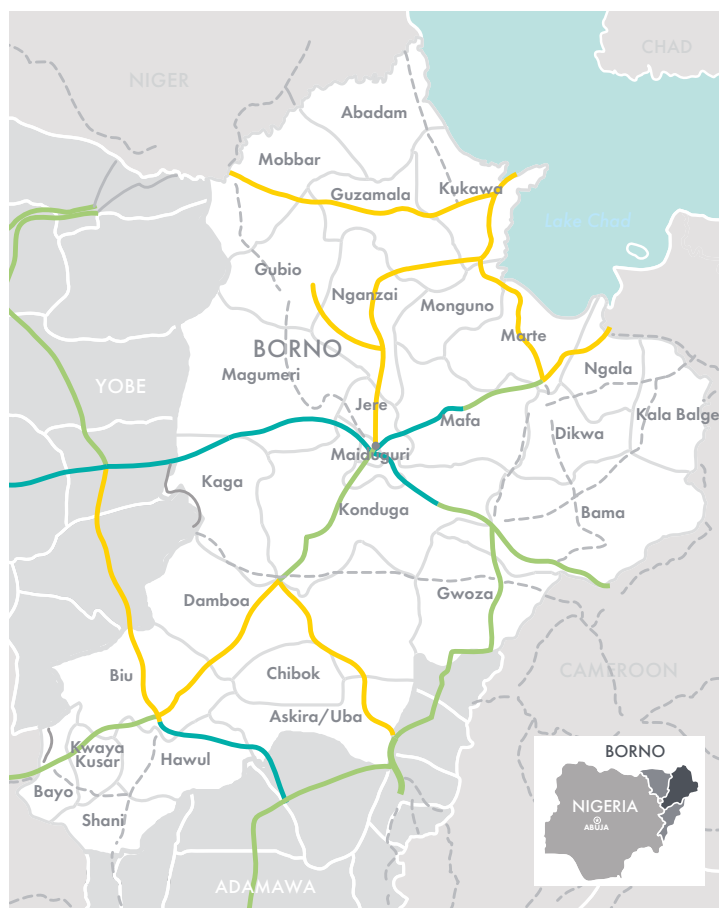 CHAD
NIGER
Abadam
Mobbar
Guzamala
Kukawa
Lake Chad
Gubio
Nganzai
Monguno
Marte
BORNO
Ngala
Magumeri
YOBE
Jere
Kala Balge
Mafa
Dikwa
Maiduguri
Kaga
Konduga
Bama
Gwoza
Damboa
CAMEROON
Biu
Chibok
Askira/Uba
Kwaya
Kusar
Hawul
Bayo
Shani
ADAMAWA
BORNO
NIGERIA
ABUJA